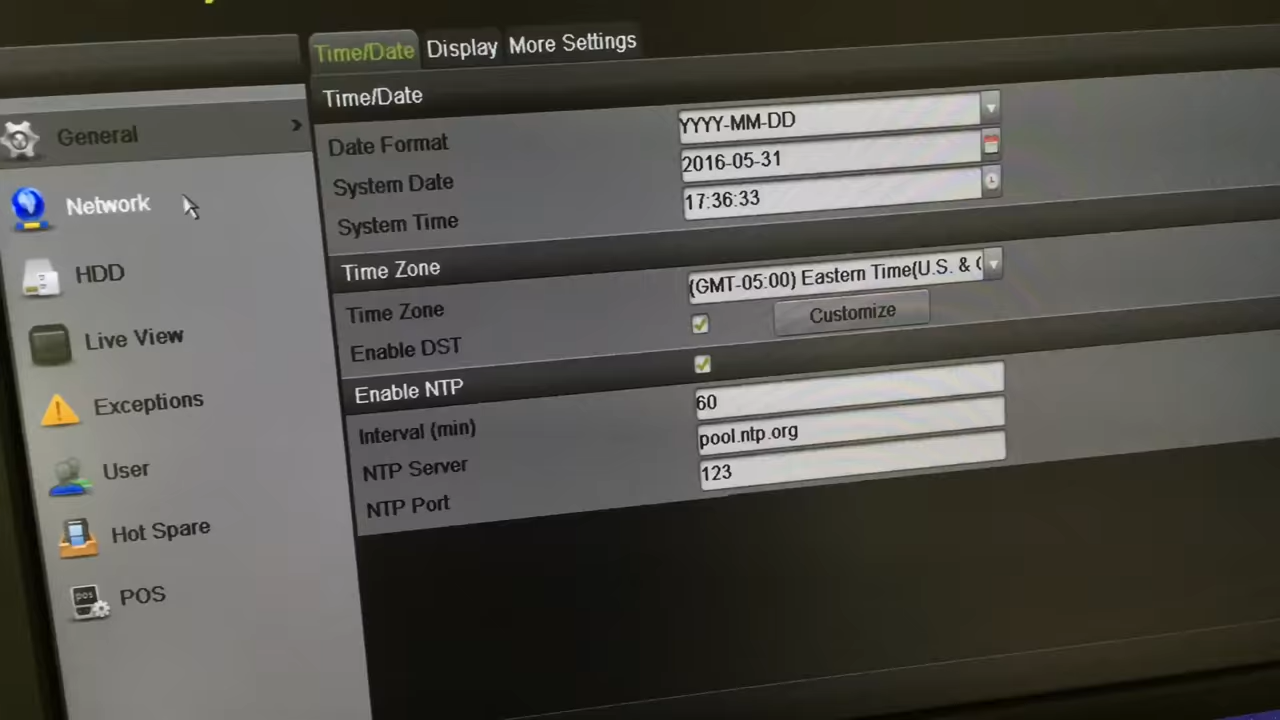 Time/Date Display More Settings
Time/Date
Date Format YYYY-MM-DD
System Date 2016-05-31
System Time 17:36:33
Time Zone
Time Zone (GMT-05:00) Eastern Time(U.S. &
Enable DST Customize
Enable NTP
Interval (min) 60
NTP Server pool.ntp.org
NTP Port 123
General
Network
HDD
Live View
Exceptions
User
Hot Spare
POS
pos